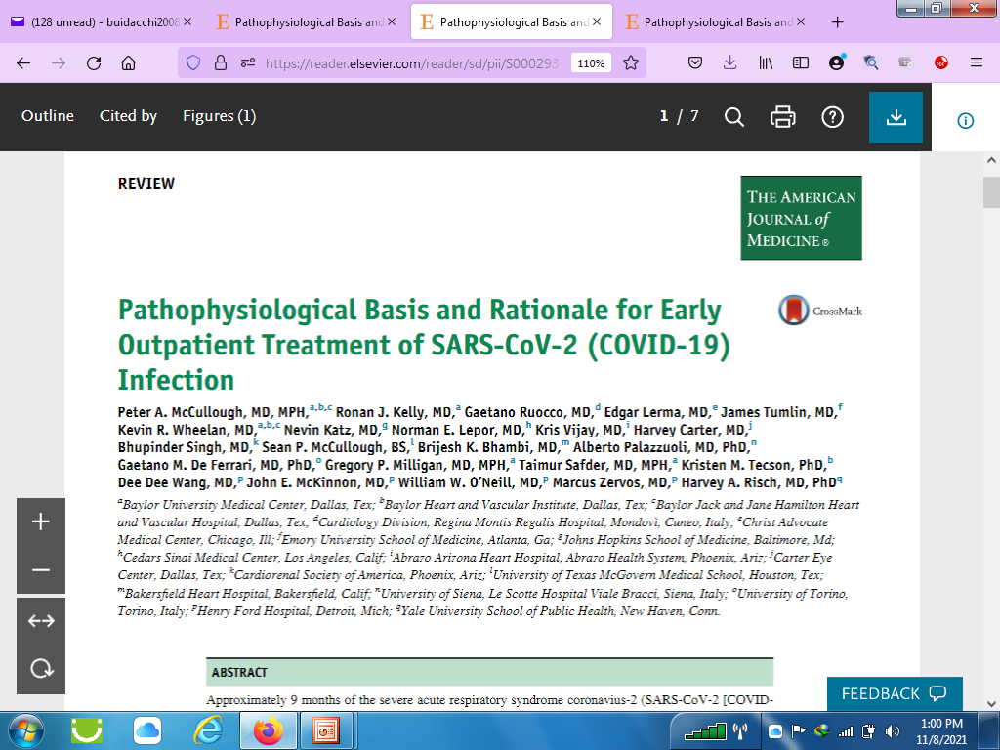 (128 unread) - buidacchi2008
Pathophysiological Basis and
Pathophysiological Basis and
Pathophysiological Basis and
https://reader.elsevier.com/reader/sd/pii/S000293
110%
Outline Cited by Figures (1)
1 / 7
REVIEW
THE AMERICAN
JOURNAL of
MEDICINE ®
Pathophysiological Basis and Rationale for Early
Outpatient Treatment of SARS-CoV-2 (COVID-19)
Infection
CrossMark
Peter A. McCullough, MD, MPH,a,b,c Ronan J. Kelly, MD,a Gaetano Ruocco, MD,d Edgar Lerma, MD,e James Tumlin, MD,f
Kevin R. Wheelan, MD,a,b,c Nevin Katz, MD,g Norman E. Lepor, MD,h Kris Vijay, MD,i Harvey Carter, MD,j
Bhupinder Singh, MD,k Sean P. McCullough, BS,l Brijesh K. Bhambi, MD,m Alberto Palazzuoli, MD, PhD,n
Gaetano M. De Ferrari, MD, PhD,o Gregory P. Milligan, MD, MPH,a Taimur Safder, MD, MPH,a Kristen M. Tecson, PhD,b
Dee Dee Wang, MD,p John E. McKinnon, MD,p William W. O'Neill, MD,p Marcus Zervos, MD,p Harvey A. Risch, MD, PhDq
aBaylor University Medical Center, Dallas, Tex; bBaylor Heart and Vascular Institute, Dallas, Tex; cBaylor Jack and Jane Hamilton Heart
and Vascular Hospital, Dallas, Tex; dCardiology Division, Regina Montis Regalis Hospital, Mondovì, Cuneo, Italy; eChrist Advocate
Medical Center, Chicago, Ill; fEmory University School of Medicine, Atlanta, Ga; gJohns Hopkins School of Medicine, Baltimore, Md;
hCedars Sinai Medical Center, Los Angeles, Calif; iAbrazo Arizona Heart Hospital, Abrazo Health System, Phoenix, Ariz; jCarter Eye
Center, Dallas, Tex; kCardiorenal Society of America, Phoenix, Ariz; lUniversity of Texas McGovern Medical School, Houston, Tex;
mBakersfield Heart Hospital, Bakersfield, Calif; nUniversity of Siena, Le Scotte Hospital Viale Bracci, Siena, Italy; oUniversity of Torino,
Torino, Italy; pHenry Ford Hospital, Detroit, Mich; qYale University School of Public Health, New Haven, Conn.
ABSTRACT
Approximately 9 months of the severe acute respiratory syndrome coronavius-2 (SARS-CoV-2 [COVID-
FEEDBACK
1:00 PM
11/8/2021